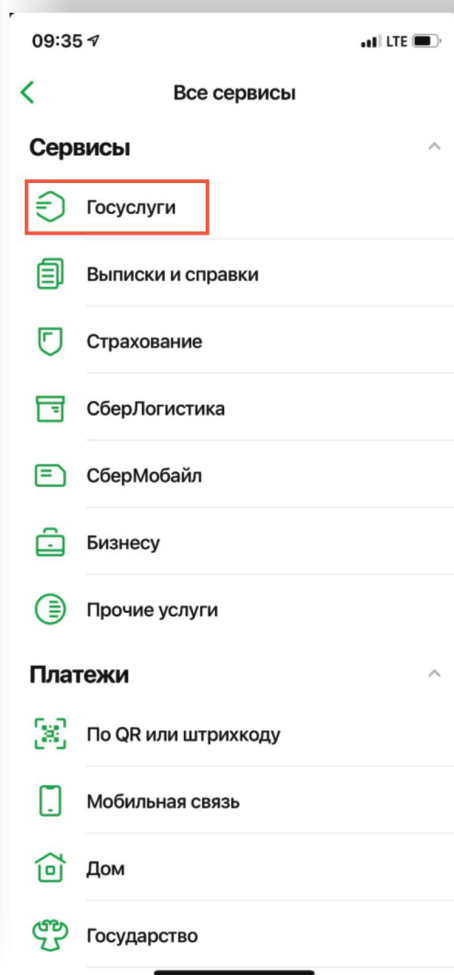 09:35 LTE
Все сервисы
Сервисы
Госуслуги
Выписки и справки
Страхование
СберЛогистика
СберМобайл
Бизнесу
Прочие услуги
Платежи
По QR или штрихкоду
Мобильная связь
Дом
Государство